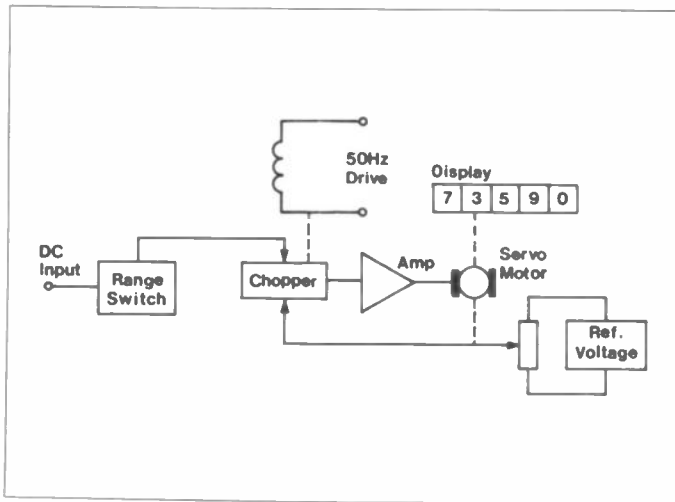 50Hz
Drive
Oisplay
7 3 5 9 0
DC
Input
Range
Switch
Chopper
Amp
Servo
Motor
Ref.
Voltage